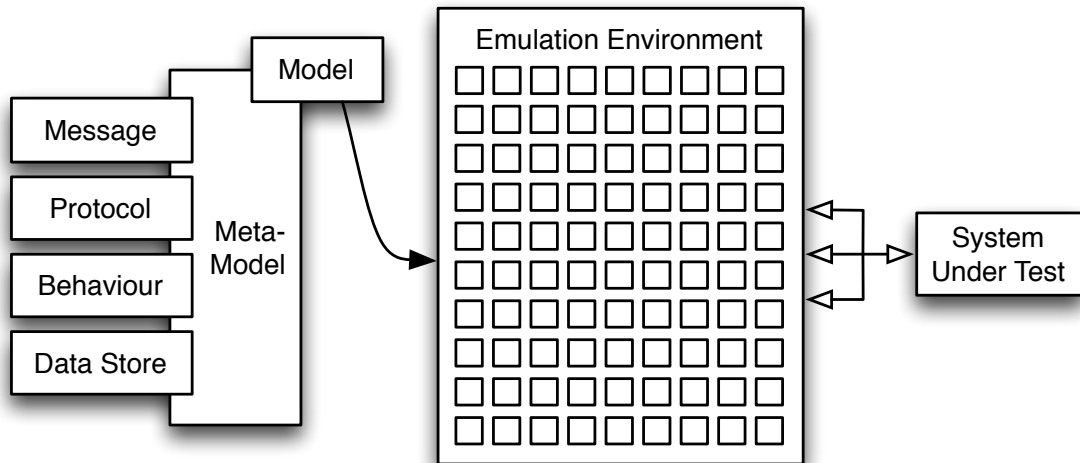 Model
Message
Protocol
Behaviour
Data Store
Meta-
Model
Emulation Environment
System
Under Test